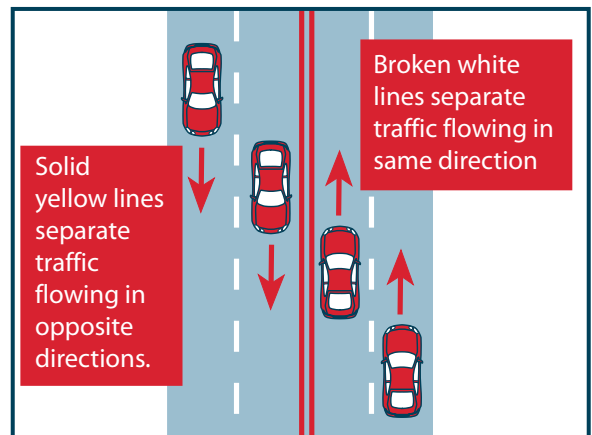 Solid
yellow lines
separate
traffic
flowing in
opposite
directions.
Broken white
lines separate
traffic flowing in
same direction